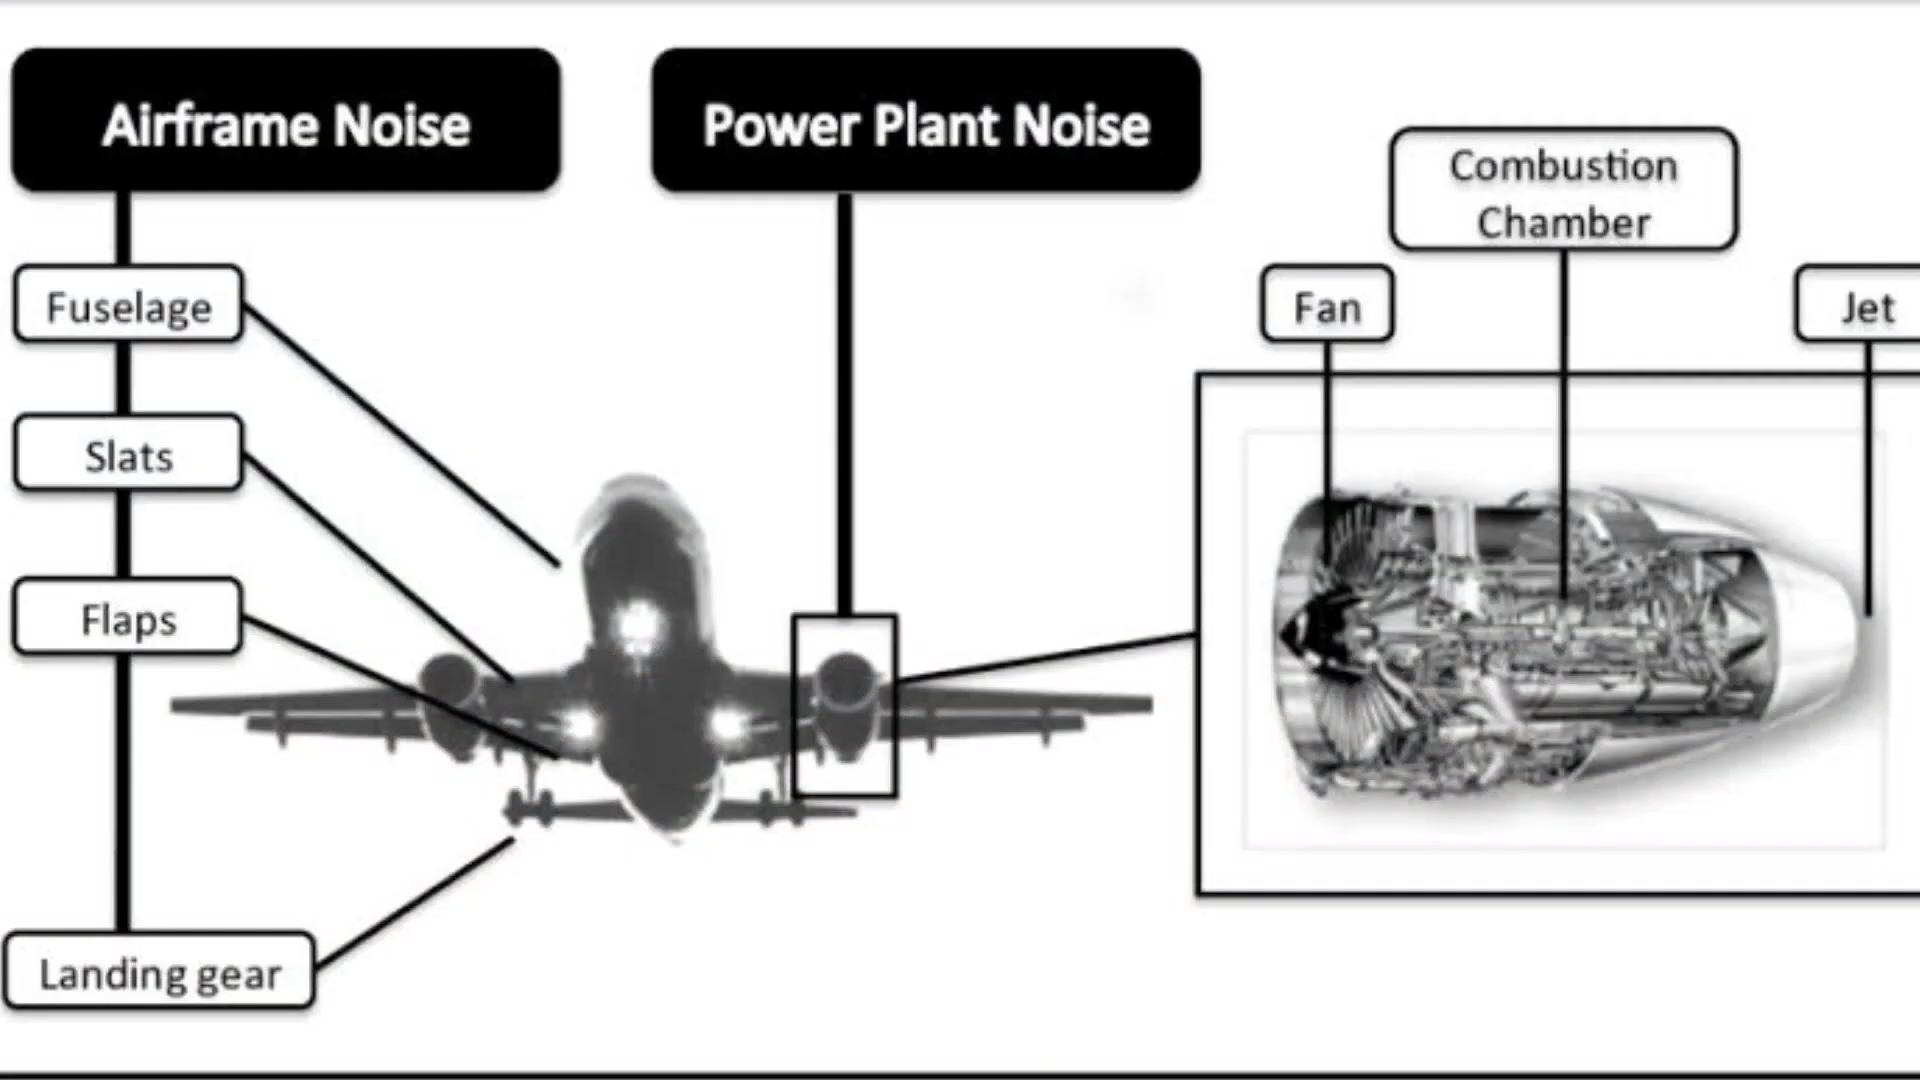 Airframe Noise
Power Plant Noise
Combustion
Chamber
Fuselage
Fan
Jet
Slats
Flaps
Landing gear